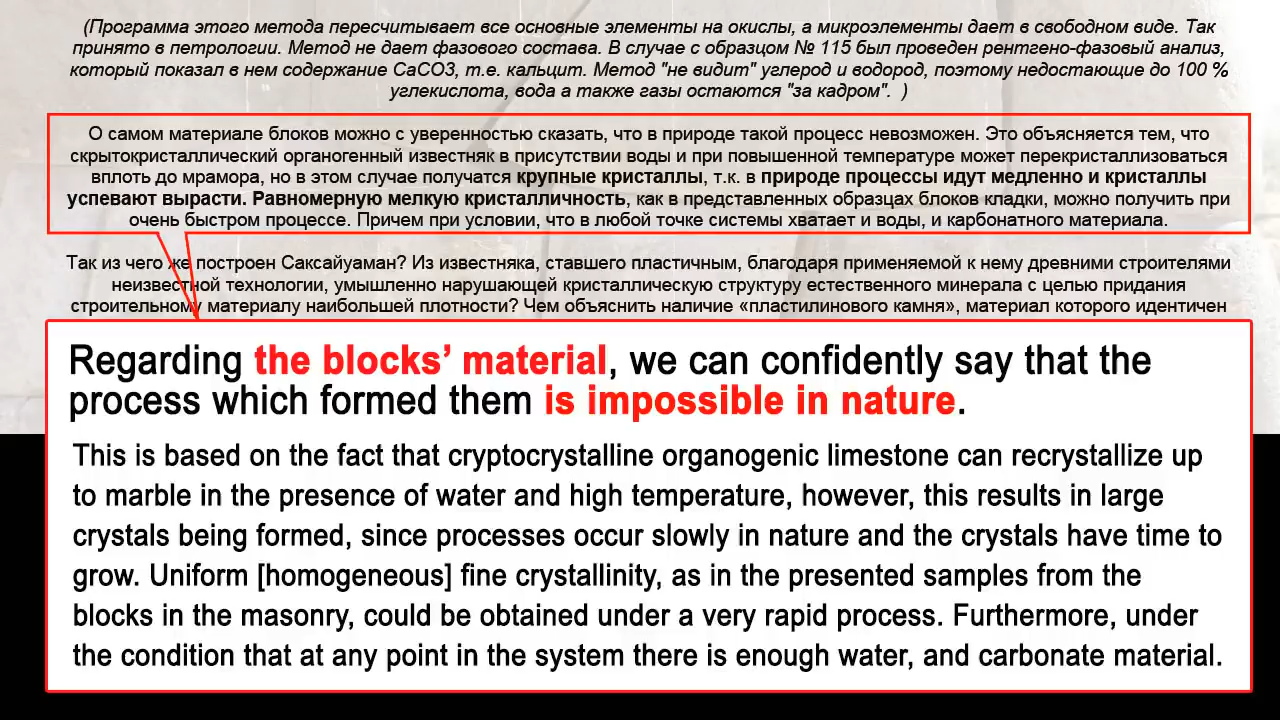 (Программа этого метода пересчитывает все основные элементы на окислы, а микроэлементы дает в свободном виде. Так
принято в петрологии. Метод не дает фазового состава. В случае с образцом № 115 был проведен рентгено-фазовый анализ,
который показал в нем содержание CaCO3, т.е. кальцит. Метод "не видит" углерод и водород, поэтому недостающие до 100 %
углекислота, вода а также газы остаются "за кадром". )
О самом материале блоков можно с уверенностью сказать, что в природе такой процесс невозможен. Это объясняется тем, что
скрытокристаллический органогенный известняк в присутствии воды и при повышенной температуре может перекристаллизоваться
вплоть до мрамора, но в этом случае получатся крупные кристаллы, т.к. в природе процессы идут медленно и кристаллы
успевают вырасти. Равномерную мелкую кристалличность, как в представленных образцах блоков кладки, можно получить при
очень быстром процессе. Причем при условии, что в любой точке системы хватает и воды, и карбонатного материала.
Так из чего же построен Саксайуаман? Из известняка, ставшего пластичным, благодаря применяемой к нему древними строителями
неизвестной технологии, умышленно нарушающей кристаллическую структуру естественного минерала с целью придания
строительному материалу наибольшей плотности? Чем объяснить наличие «пластилинового камня», материал которого идентичен
Regarding the blocks’ material, we can confidently say that the
process which formed them is impossible in nature.
This is based on the fact that cryptocrystalline organogenic limestone can recrystallize up
to marble in the presence of water and high temperature, however, this results in large
crystals being formed, since processes occur slowly in nature and the crystals have time to
grow. Uniform [homogeneous] fine crystallinity, as in the presented samples from the
blocks in the masonry, could be obtained under a very rapid process. Furthermore, under
the condition that at any point in the system there is enough water, and carbonate material.